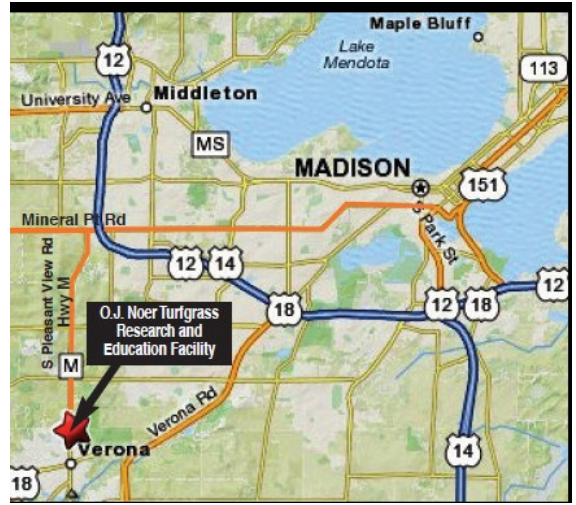 Maple Bluff
Lake
Mendota
12
113
University Ave
Middleton
MS
MADISON
151
Mineral Pt Rd
S Park St
12
14
12
S Pleasant View Rd
Hwy M
18
12
18
O.J. Noer Turfgrass
Research and
Education Facility
M
Verona Rd
Verona
14
18